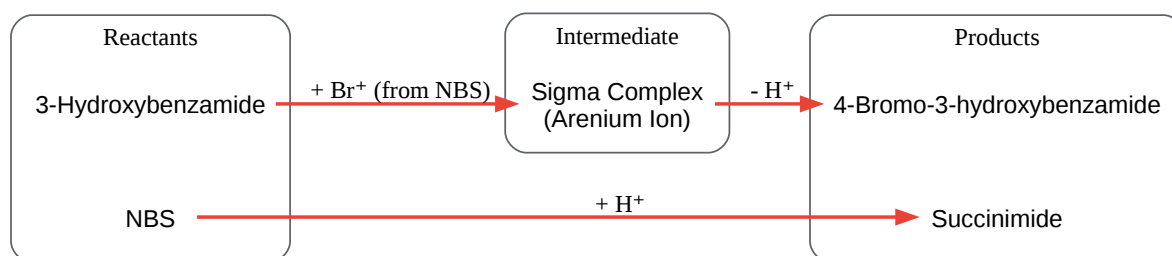 Reactants
Intermediate
Products
3-Hydroxybenzamide
+ Br⁺ (from NBS)
Sigma Complex
(Arenium Ion)
- H⁺
4-Bromo-3-hydroxybenzamide
NBS
+ H⁺
Succinimide